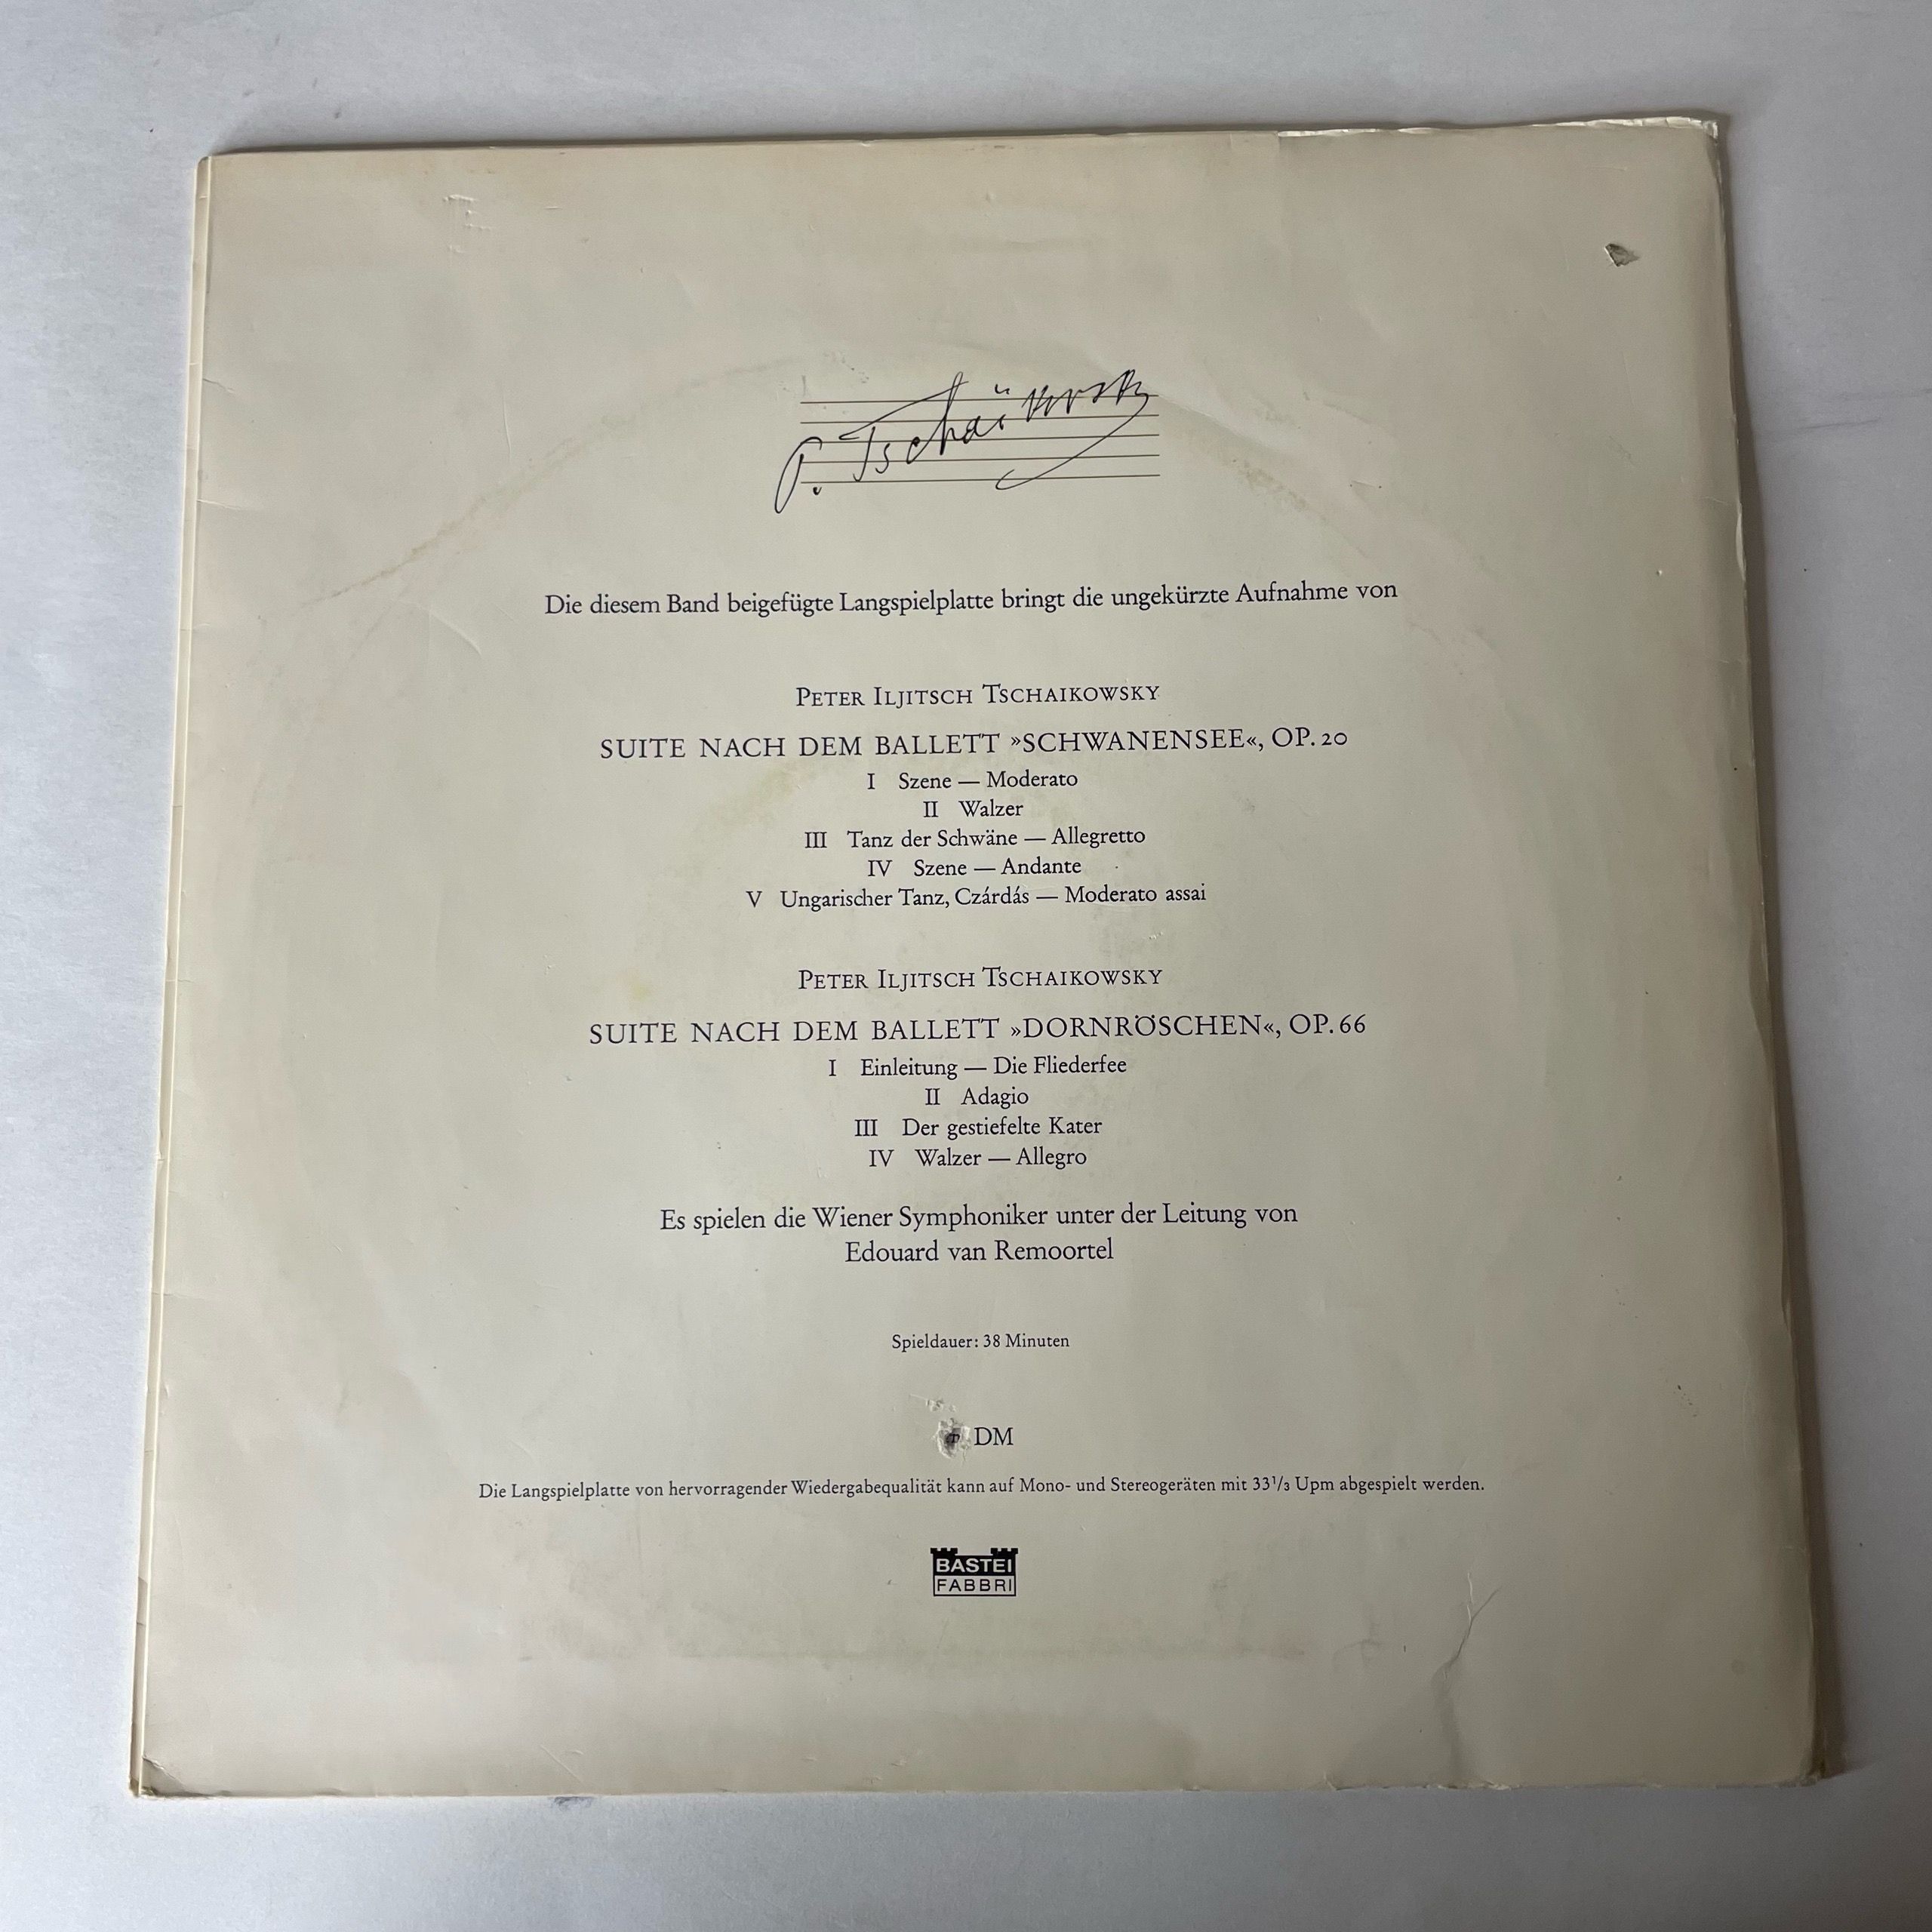 P. Tschaïkovsky
Die diesem Band beigefügte Langspielplatte bringt die ungekürzte Aufnahme von
PETER ILJITSCH TSCHAIKOWSKY
SUITE NACH DEM BALLETT »SCHWANENSEE«, OP. 20
I Szene — Moderato
II Walzer
III Tanz der Schwäne — Allegretto
IV Szene — Andante
V Ungarischer Tanz, Czárdás — Moderato assai
PETER ILJITSCH TSCHAIKOWSKY
SUITE NACH DEM BALLETT »DORNRÖSCHEN«, OP. 66
I Einleitung — Die Fliederfee
II Adagio
III Der gestiefelte Kater
IV Walzer — Allegro
Es spielen die Wiener Symphoniker unter der Leitung von
Edouard van Remoortel
Spieldauer: 38 Minuten
DM
Die Langspielplatte von hervorragender Wiedergabequalität kann auf Mono- und Stereogeräten mit 33¹/₃ Upm abgespielt werden.
BASTEI
FABBRI